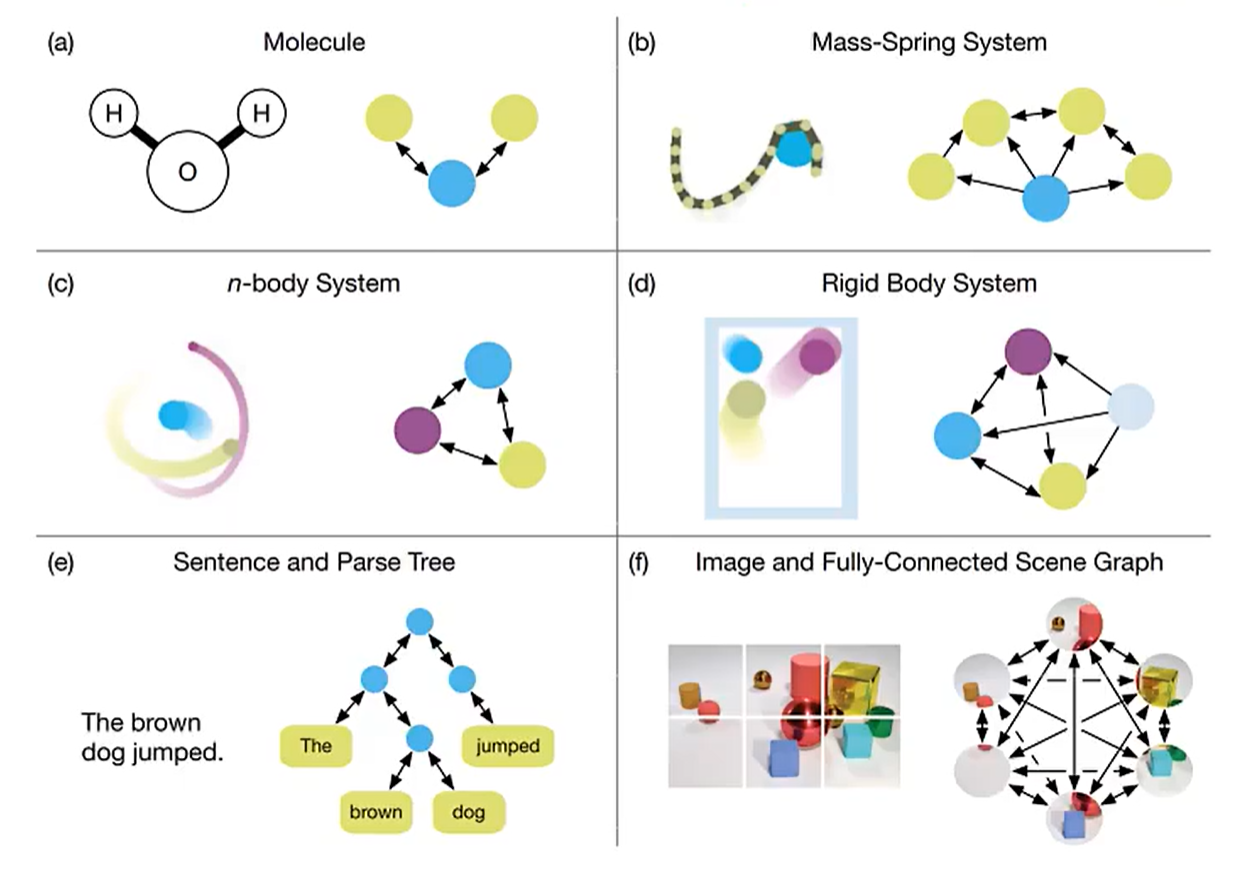 (a)
Molecule
H
H
O
(b)
Mass-Spring System
(c)
n-body System
(d)
Rigid Body System
(e)
Sentence and Parse Tree
The brown
dog jumped.
The
jumped
brown
dog
(f)
Image and Fully-Connected Scene Graph